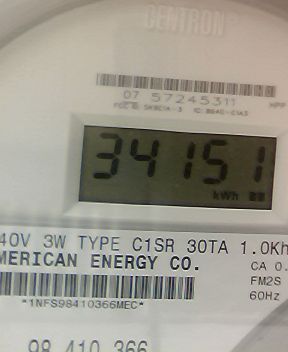 CENTRON
07 57245311
34151
kWh
40V 3W TYPE C1SR 30TA 1.0Kh
MERICAN ENERGY CO.
CA 0.
FM2S
60Hz
*1NFS98410366MEC*
98 410 366